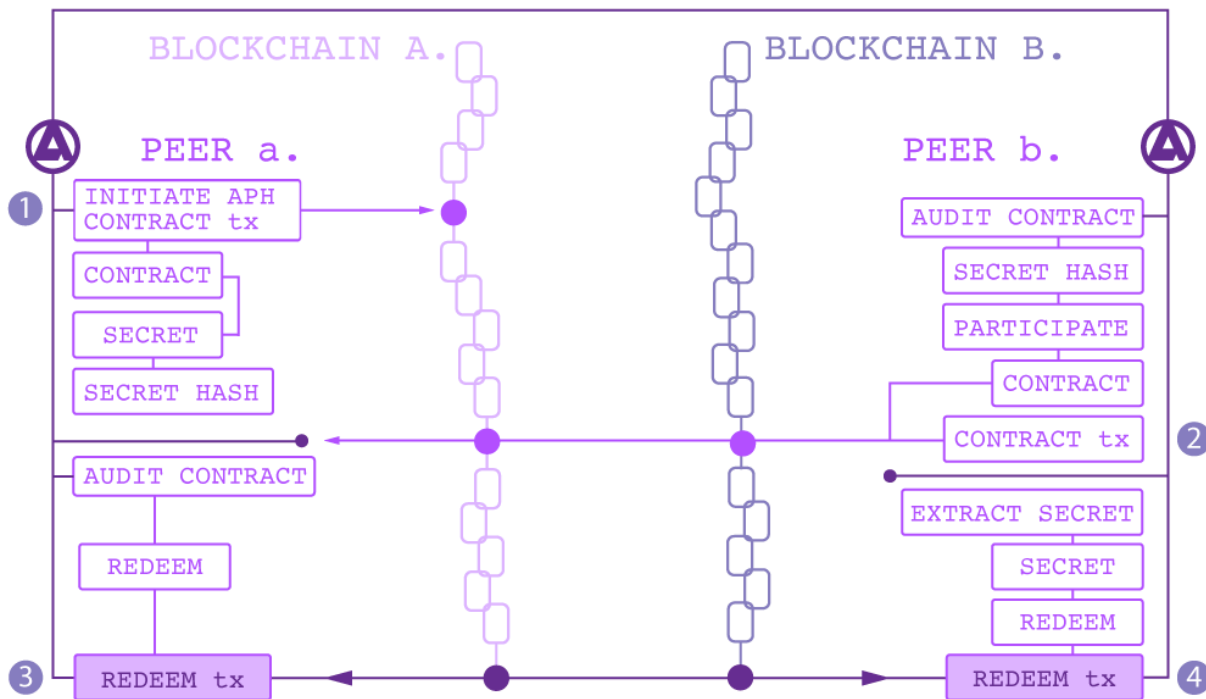 BLOCKCHAIN A.
BLOCKCHAIN B.
PEER a.
PEER b.
1
INITIATE APH
CONTRACT tx
CONTRACT
SECRET
SECRET HASH
AUDIT CONTRACT
SECRET HASH
PARTICIPATE
CONTRACT
CONTRACT tx
2
AUDIT CONTRACT
REDEEM
3
REDEEM tx
EXTRACT SECRET
SECRET
REDEEM
REDEEM tx
4